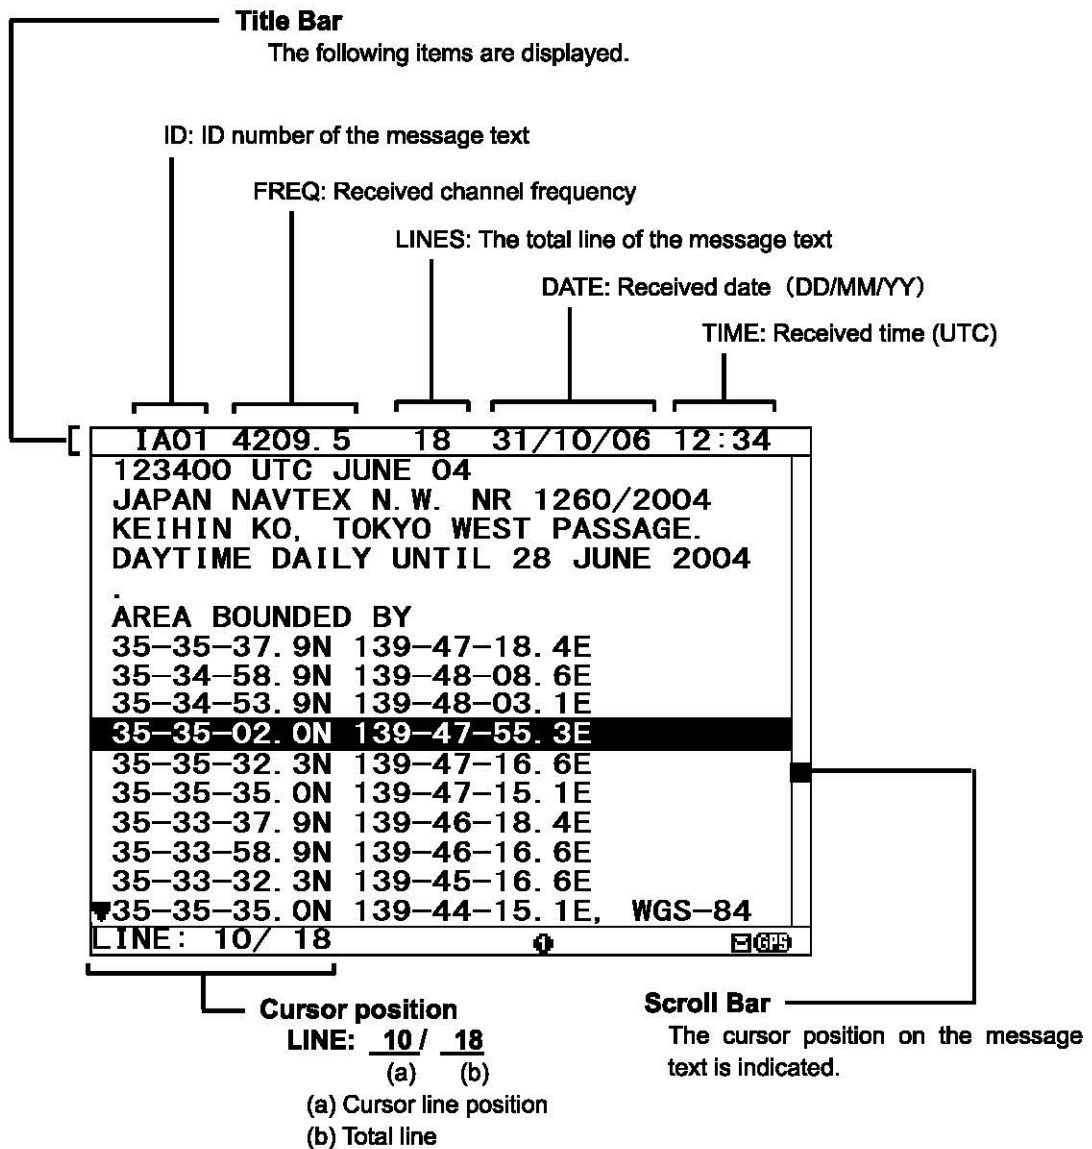 Title Bar
The following items are displayed.
ID: ID number of the message text
FREQ: Received channel frequency
LINES: The total line of the message text
DATE: Received date (DD/MM/YY)
TIME: Received time (UTC)
IA01 4209.5 18 31/10/06 12:34
123400 UTC JUNE 04
JAPAN NAVTEX N.W. NR 1260/2004
KEIHIN KO, TOKYO WEST PASSAGE.
DAYTIME DAILY UNTIL 28 JUNE 2004
.
AREA BOUNDED BY
35-35-37.9N 139-47-18.4E
35-34-58.9N 139-48-08.6E
35-34-53.9N 139-48-03.1E
35-35-02.0N 139-47-55.3E
35-35-32.3N 139-47-16.6E
35-35-35.0N 139-47-15.1E
35-33-37.9N 139-46-18.4E
35-33-58.9N 139-46-16.6E
35-33-32.3N 139-45-16.6E
▼35-35-35.0N 139-44-15.1E, WGS-84
LINE: 10/ 18 1 GPS
Cursor position
LINE: 10 / 18
(a) (b)
(a) Cursor line position
(b) Total line
Scroll Bar
The cursor position on the message
text is indicated.